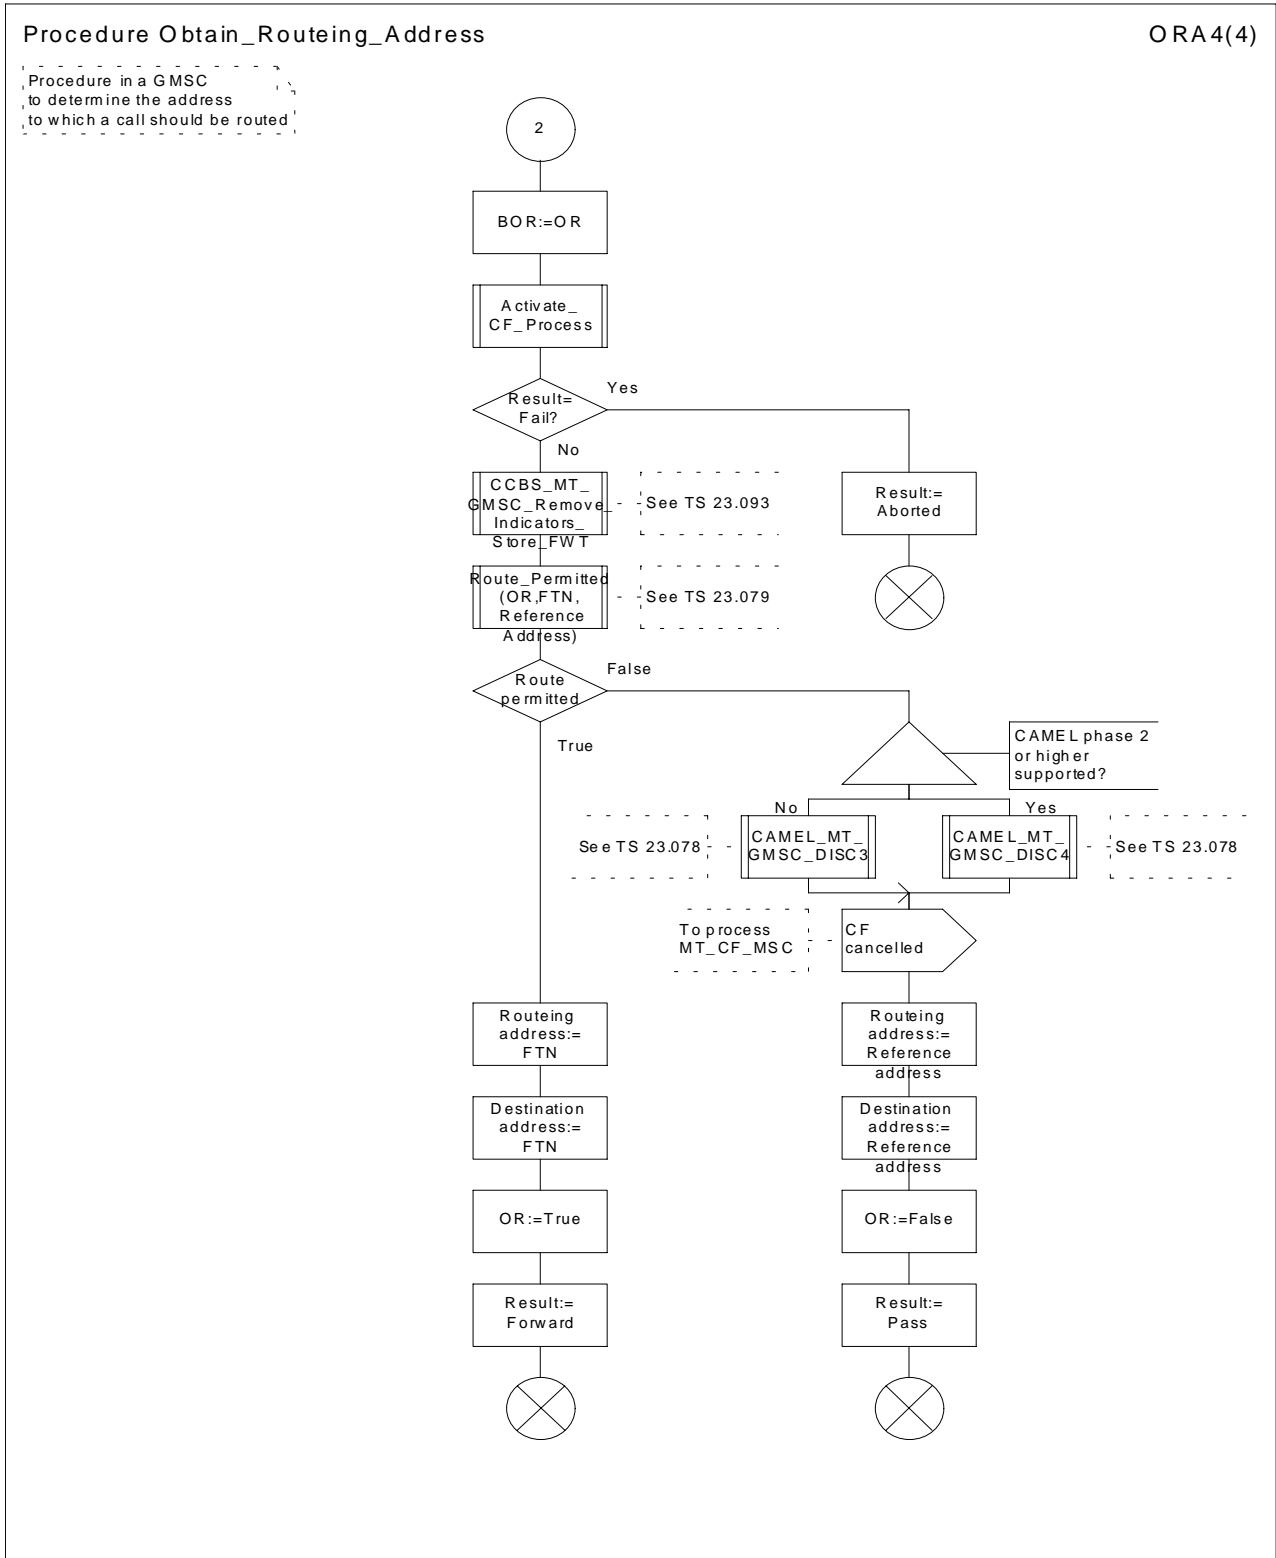 Procedure Obtain_Routeing_Address
ORA4(4)
Procedure in a GMSC
to determine the address
to which a call should be routed
2
BOR:=OR
Activate_
CF_Process
Result=
Fail?
Yes
No
CCBS_MT_
GMSC_Remove_
Indicators_
Store_FWT
See TS 23.093
Result:=
Aborted
Route_Permitted
(OR,FTN,
Reference
Address)
See TS 23.079
Route
permitted
False
True
CAMEL phase 2
or higher
supported?
No
Yes
See TS 23.078
CAMEL_MT_
GMSC_DISC3
CAMEL_MT_
GMSC_DISC4
See TS 23.078
To process
MT_CF_MSC
CF
cancelled
Routeing
address:=
FTN
Routeing
address:=
Reference
address
Destination
address:=
FTN
Destination
address:=
Reference
address
OR:=True
OR:=False
Result:=
Forward
Result:=
Pass